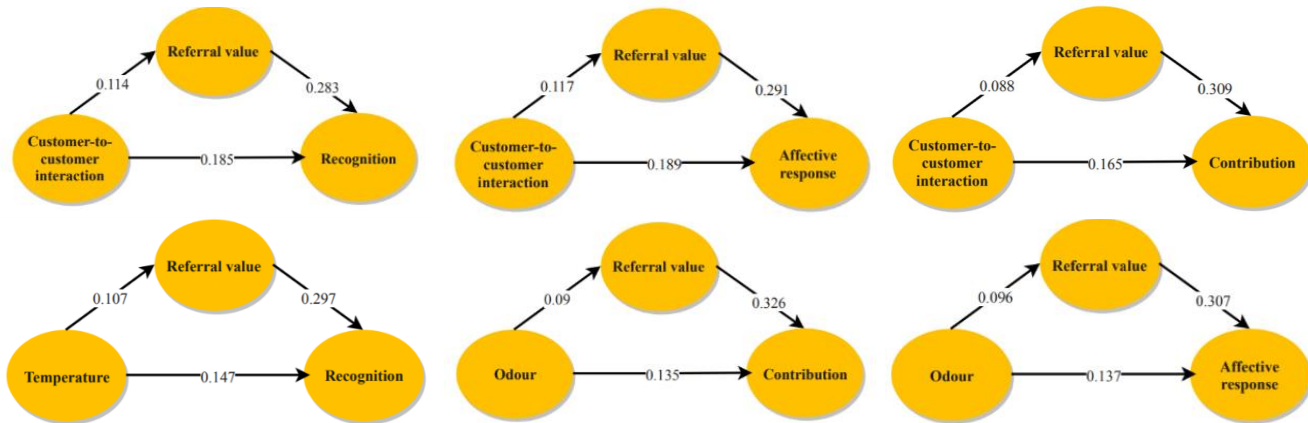 Referral value
0.114
0.283
Customer-to-
customer
interaction
0.185
Recognition
Referral value
0.117
0.291
Customer-to-
customer
interaction
0.189
Affective
response
Referral value
0.088
0.309
Customer-to-
customer
interaction
0.165
Contribution
Referral value
0.107
0.297
Temperature
0.147
Recognition
Referral value
0.09
0.326
Odour
0.135
Contribution
Referral value
0.096
0.307
Odour
0.137
Affective
response